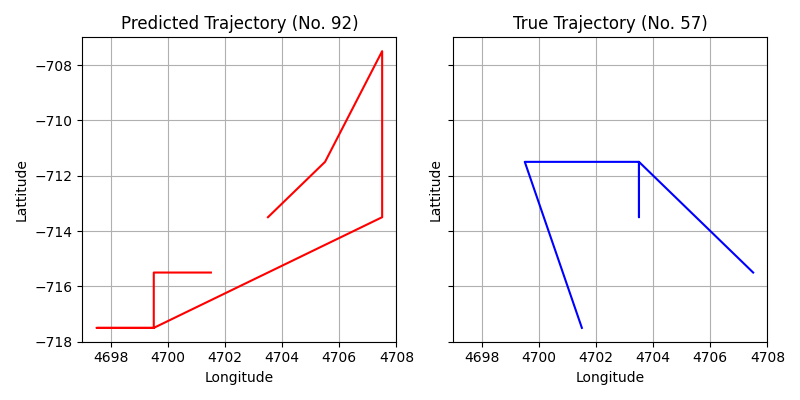 Predicted Trajectory (No. 92)
True Trajectory (No. 57)
Lattitude
−708
−710
−712
−714
−716
−718
4698 4700 4702 4704 4706 4708
Longitude
Lattitude
4698 4700 4702 4704 4706 4708
Longitude